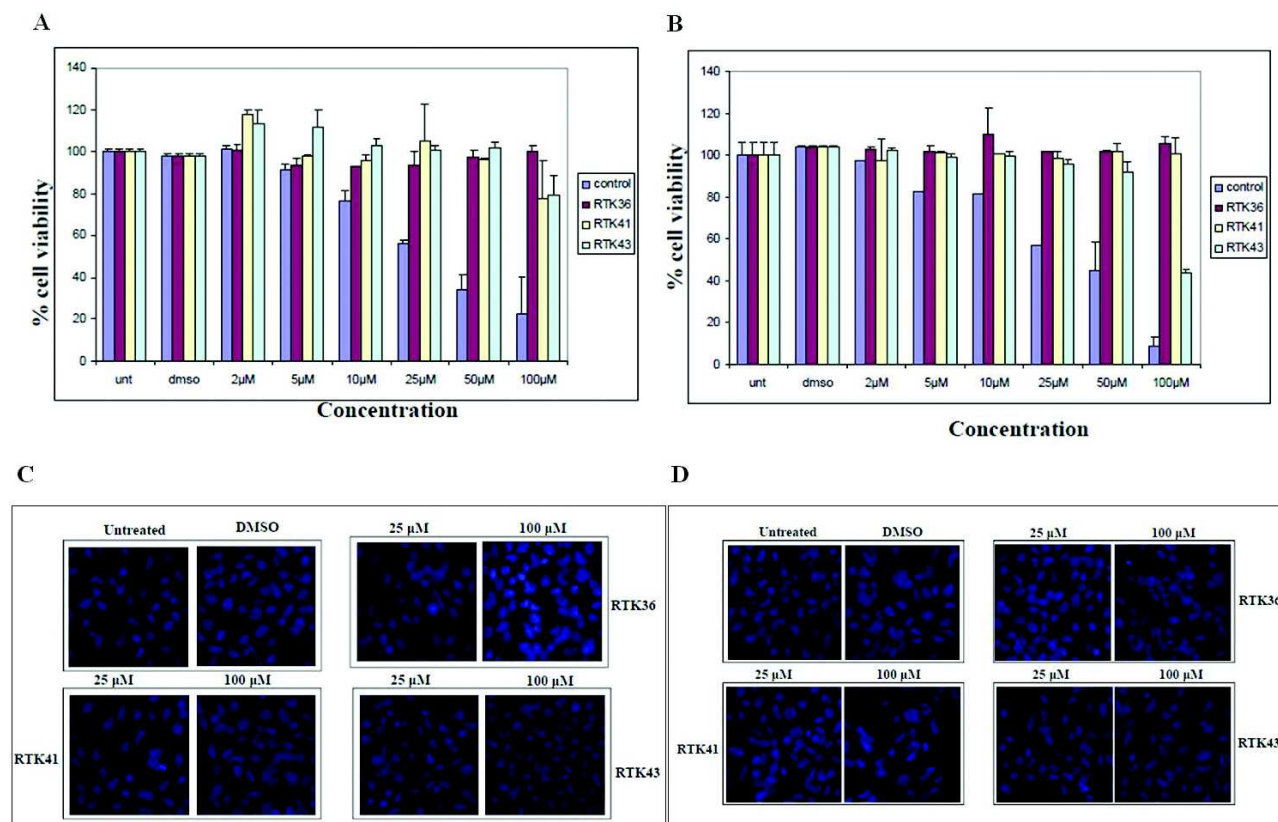 A
140
120
100
80
60
40
20
0
% cell viability
unt dmso 2µM 5µM 10µM 25µM 50µM 100µM
Concentration
control
RTK36
RTK41
RTK43
B
140
120
100
80
60
40
20
0
% cell viability
unt dmso 2µM 5µM 10µM 25µM 50µM 100µM
Concentration
control
RTK36
RTK41
RTK43
C
Untreated DMSO 25 µM 100 µM
RTK36
25 µM 100 µM 25 µM 100 µM
RTK41 RTK43
D
Untreated DMSO 25 µM 100 µM
RTK36
25 µM 100 µM 25 µM 100 µM
RTK41 RTK43